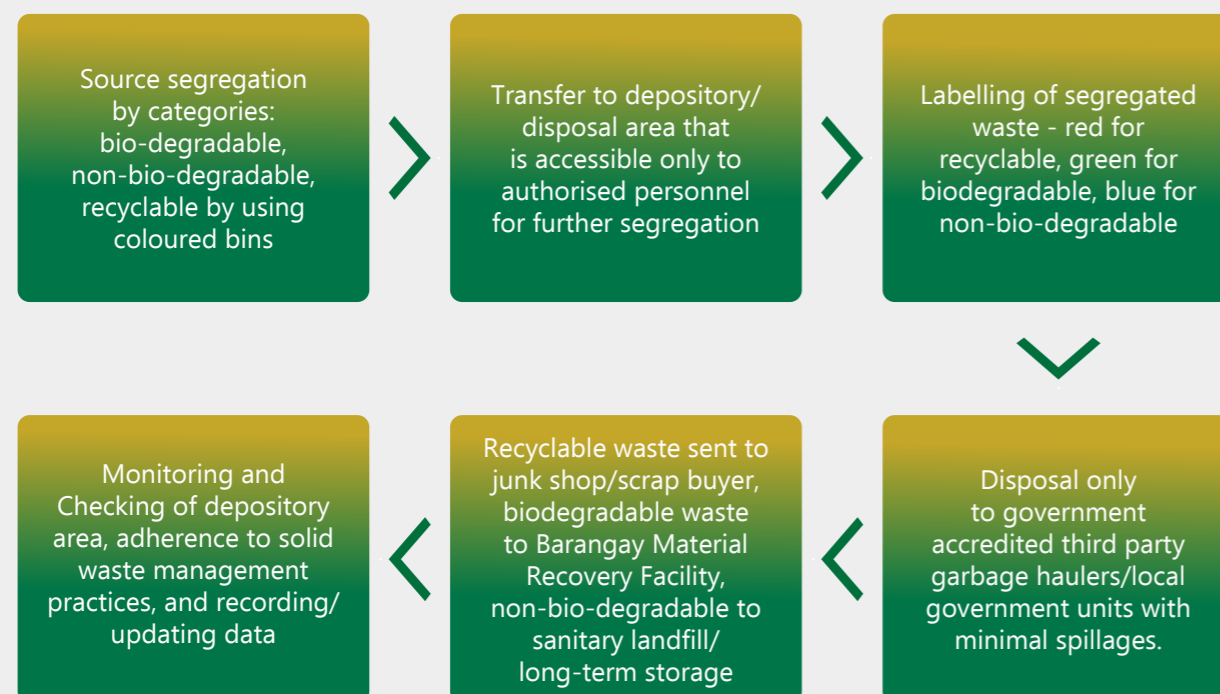 Source segregation
by categories:
bio-degradable,
non-bio-degradable,
recyclable by using
coloured bins
Transfer to depository/
disposal area that
is accessible only to
authorised personnel
for further segregation
Labelling of segregated
waste - red for
recyclable, green for
biodegradable, blue for
non-bio-degradable
Disposal only
to government
accredited third party
garbage haulers/local
government units with
minimal spillages.
Recyclable waste sent to
junk shop/scrap buyer,
biodegradable waste
to Barangay Material
Recovery Facility,
non-bio-degradable to
sanitary landfill/
long-term storage
Monitoring and
Checking of depository
area, adherence to solid
waste management
practices, and recording/
updating data